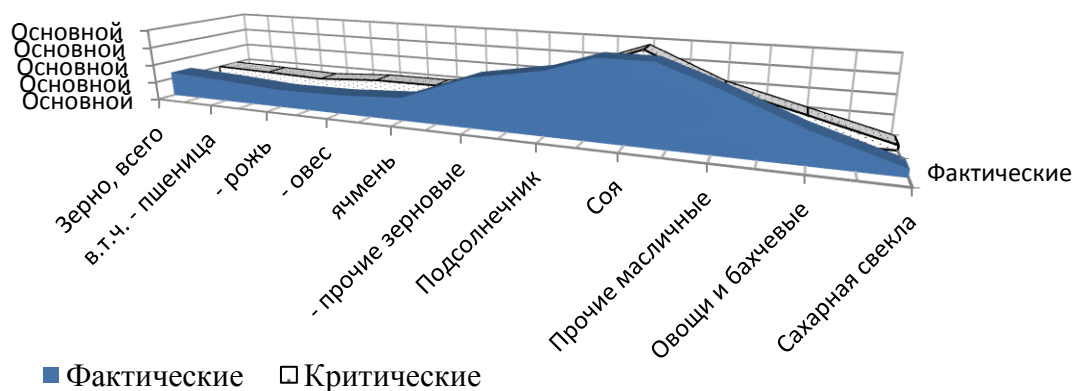 Основной
Основной
Основной
Основной
Основной
Зерно, всего
в.т.ч. - пшеница
- рожь
- овес
ячмень
- прочие зерновые
Подсолнечник
Соя
Прочие масличные
Овощи и бахчевые
Сахарная свекла
Фактические
Фактические Критические